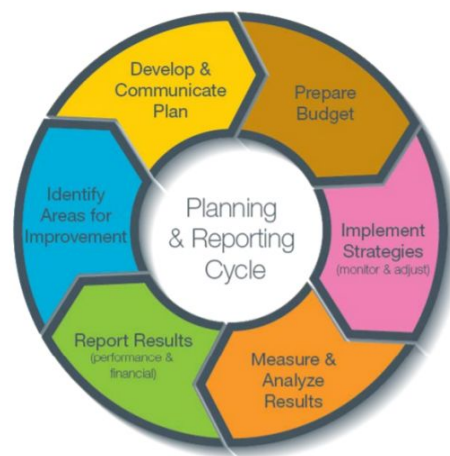 Develop &
Communicate
Plan
Prepare
Budget
Implement
Strategies
(monitor & adjust)
Measure &
Analyze
Results
Report Results
(performance &
financial)
Identify
Areas for
Improvement
Planning
& Reporting
Cycle